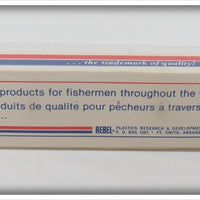 ... the trademark of quality!
products for fishermen throughout the
duits de qualité pour pêcheurs à travers
...
REBEL PLASTICS RESEARCH & DEVELOPME
P. O. BOX 1587 • FT. SMITH, ARKANS